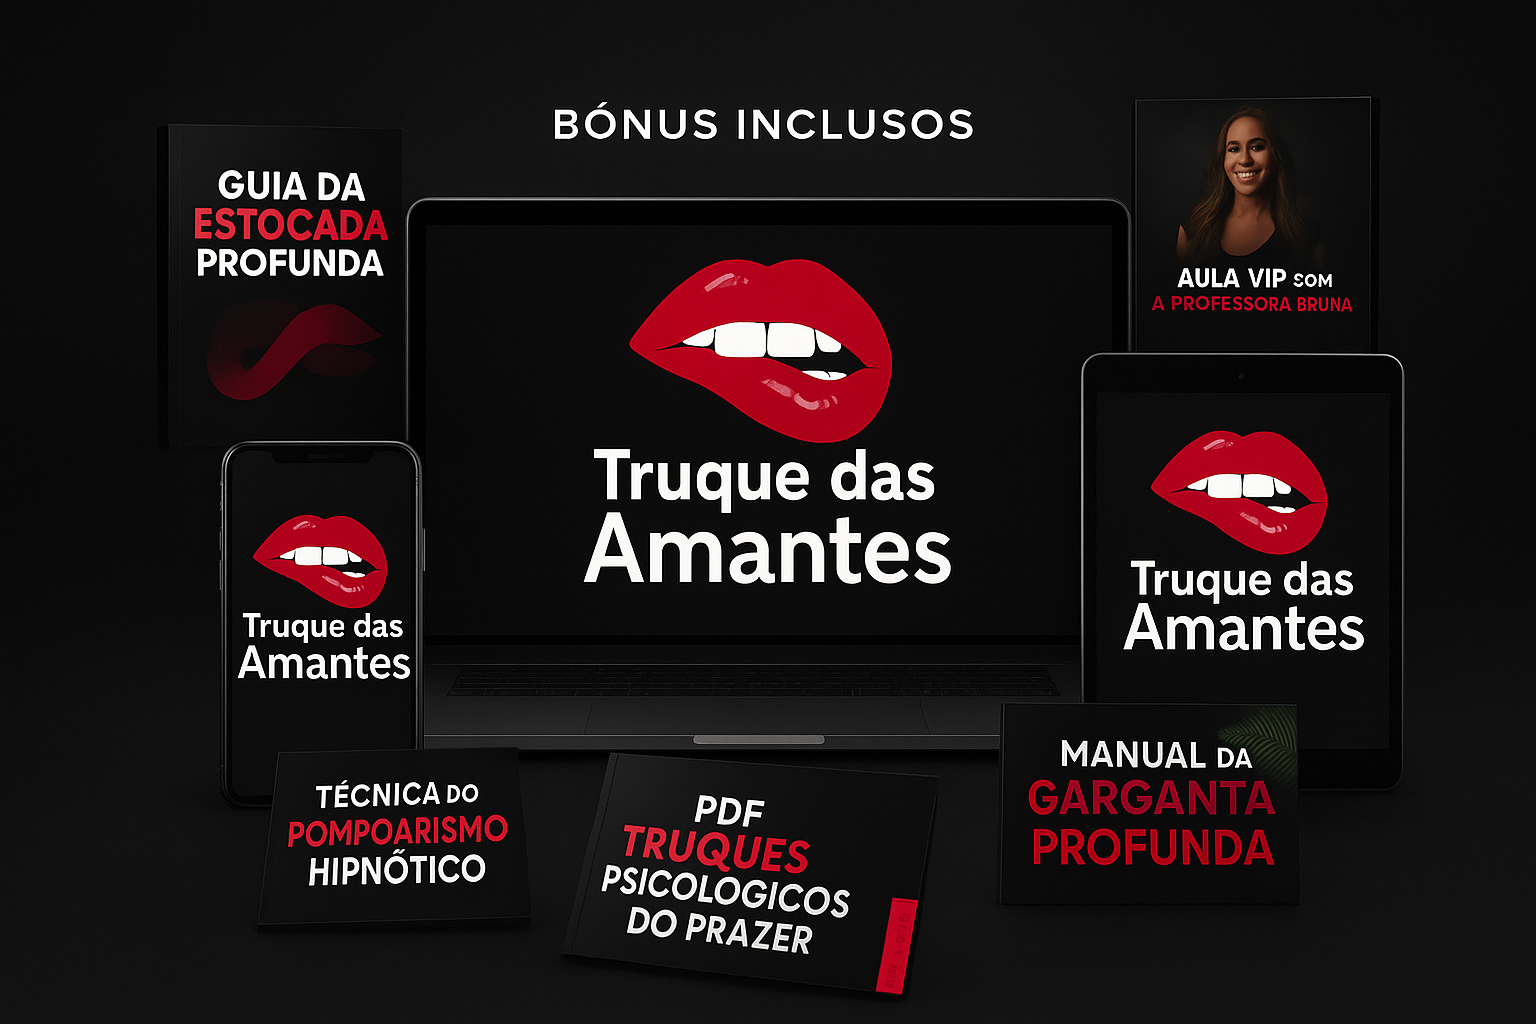 BÓNUS INCLUSOS
GUIA DA
ESTOCADA
PROFUNDA
AULA VIP SOM
A PROFESSORA BRUNA
Truque das
Amantes
Truque das
Amantes
Truque das
Amantes
TÉCNICA DO
POMPOARISMO
HIPNŐTICO
PDF
TRUQUES
PSICOLOGICOS
DO PRAZER
MANUAL DA
GARGANTA
PROFUNDA